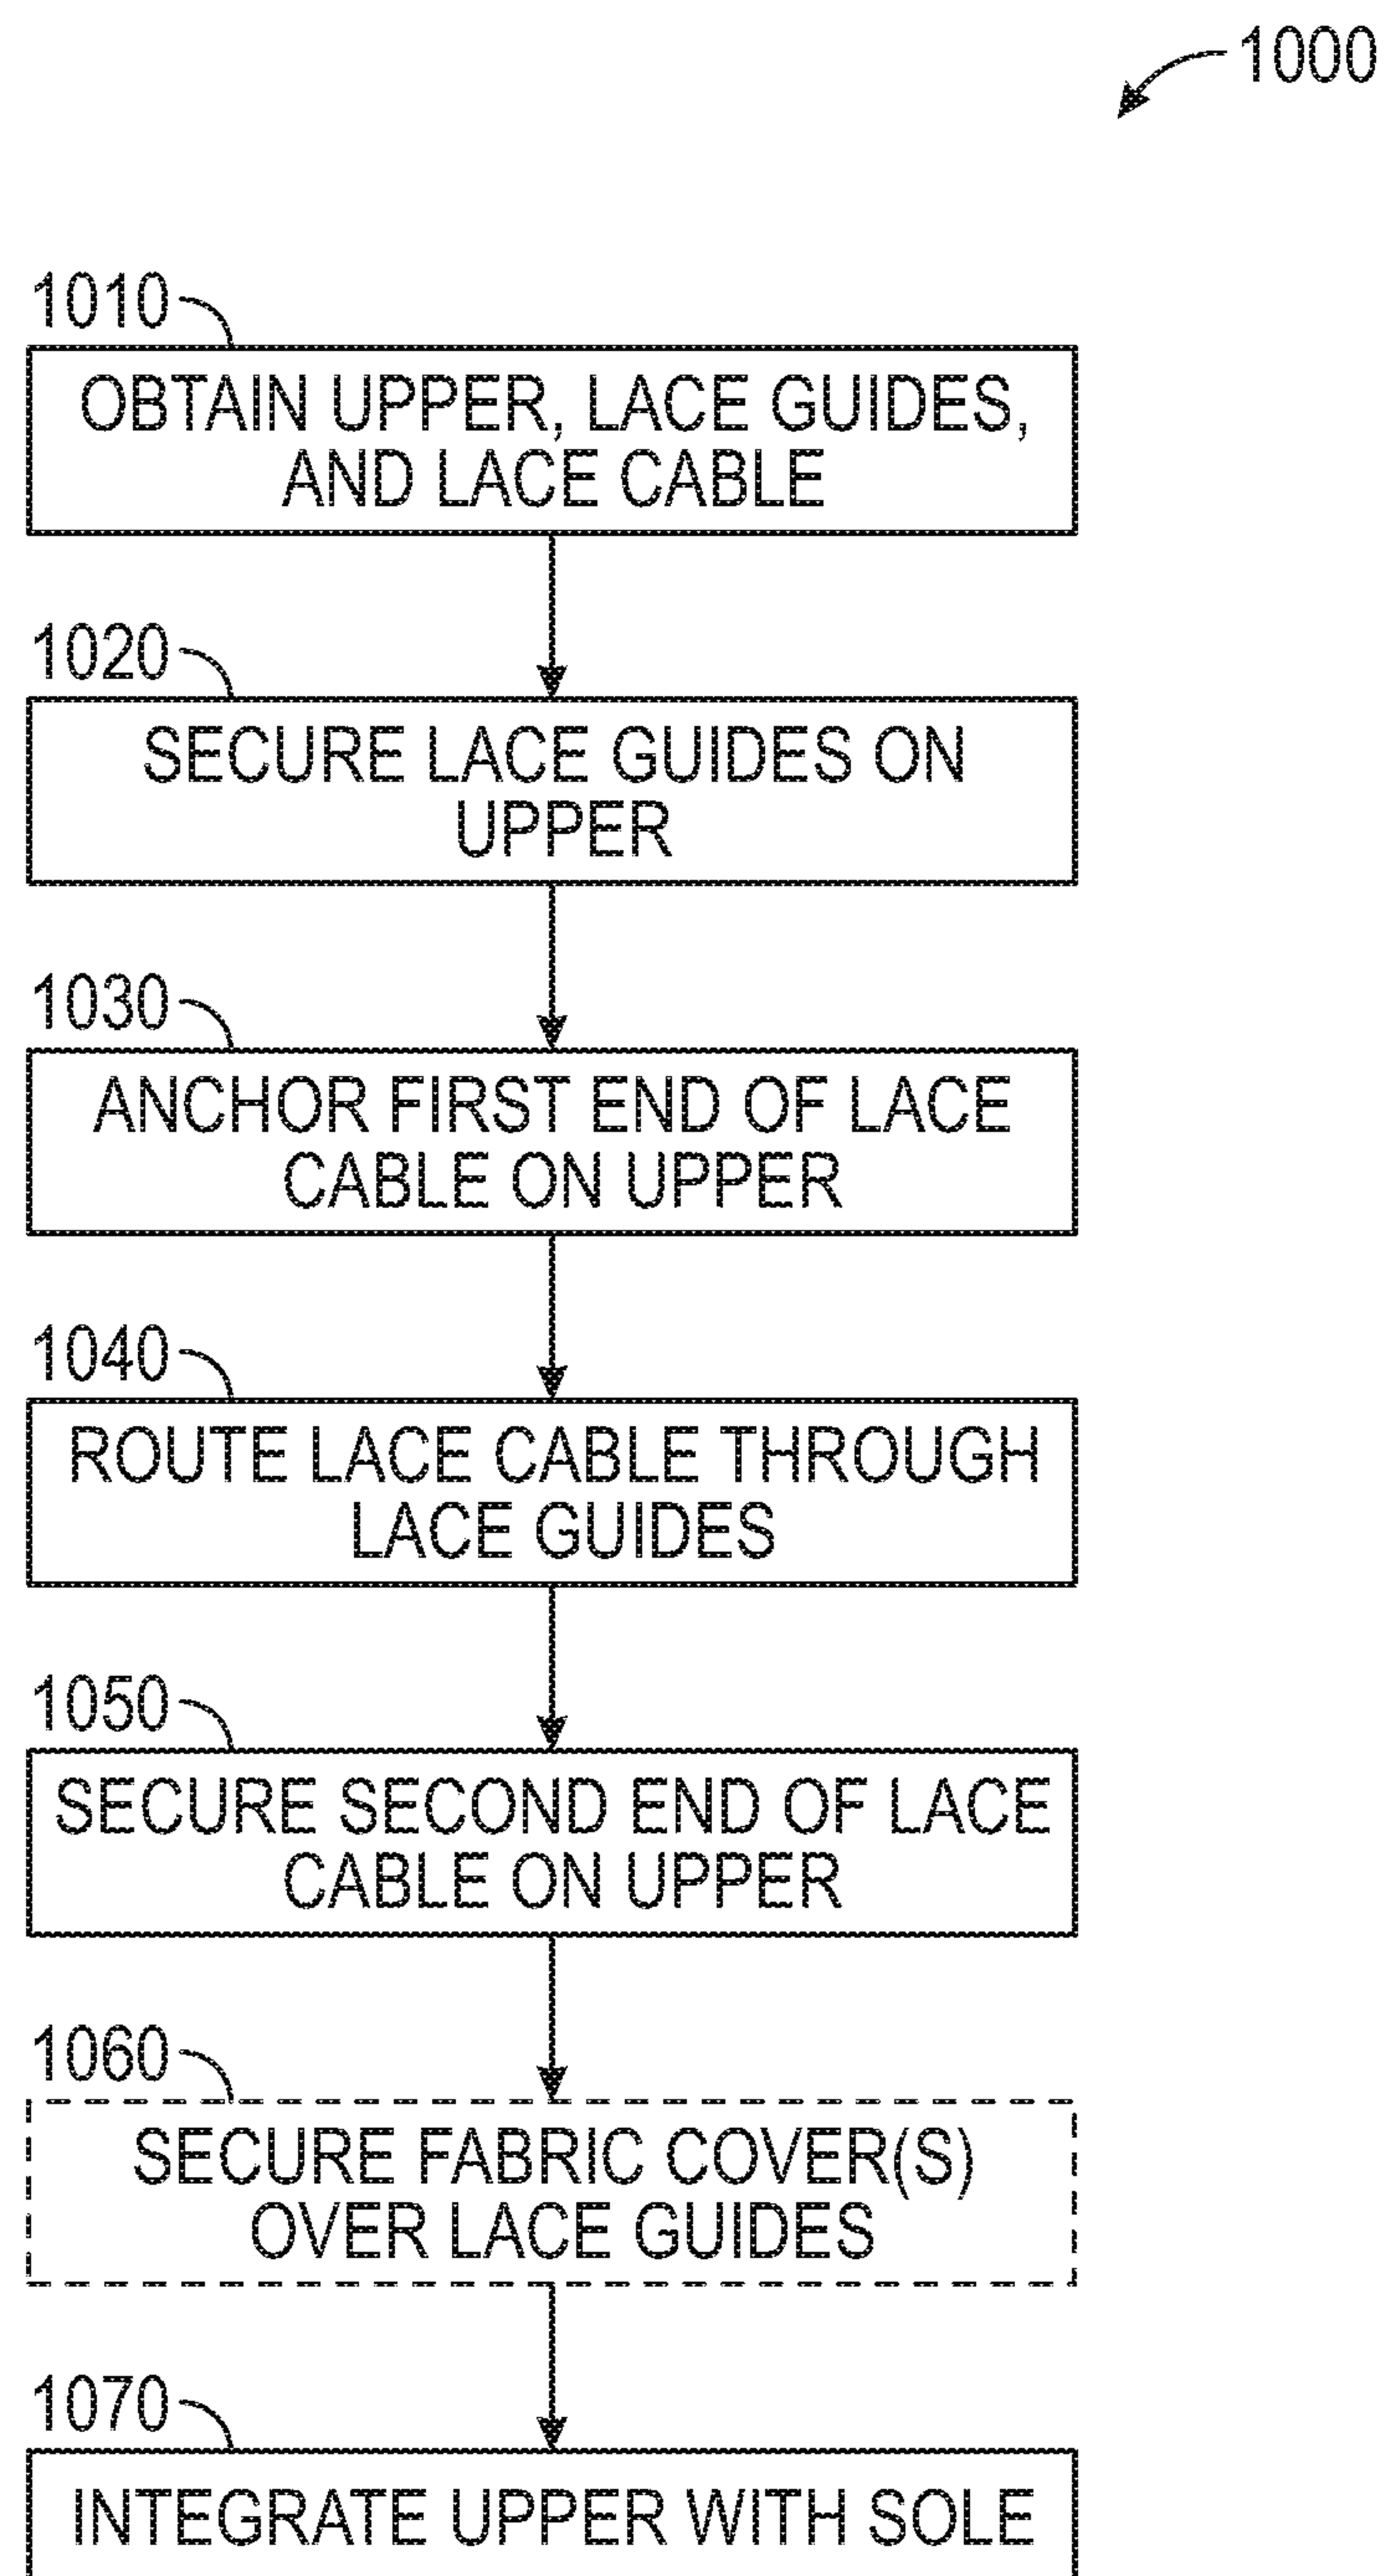 1000
1010
OBTAIN UPPER, LACE GUIDES,
AND LACE CABLE
1020
SECURE LACE GUIDES ON
UPPER
1030
ANCHOR FIRST END OF LACE
CABLE ON UPPER
1040
ROUTE LACE CABLE THROUGH
LACE GUIDES
1050
SECURE SECOND END OF LACE
CABLE ON UPPER
1060
SECURE FABRIC COVER(S)
OVER LACE GUIDES
1070
INTEGRATE UPPER WITH SOLE